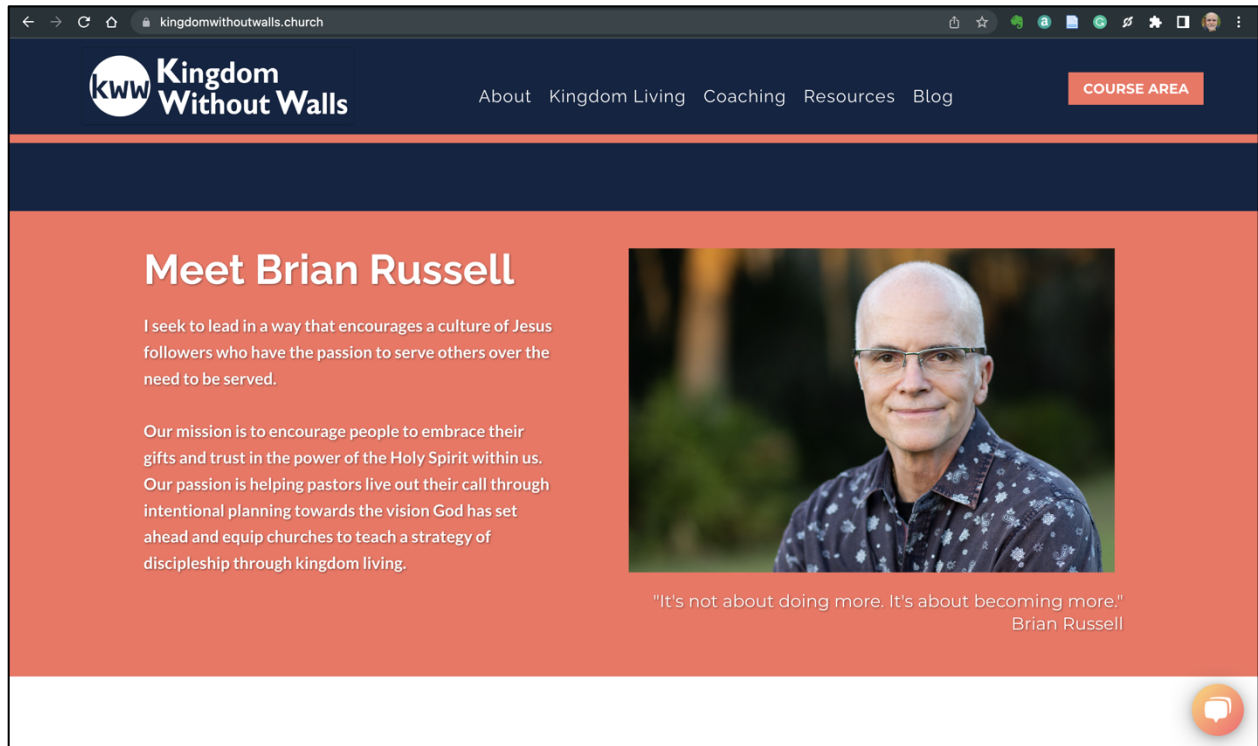 kingdomwithoutwalls.church
kww Kingdom
Without Walls
About Kingdom Living Coaching Resources Blog
COURSE AREA
Meet Brian Russell
I seek to lead in a way that encourages a culture of Jesus
followers who have the passion to serve others over the
need to be served.
Our mission is to encourage people to embrace their
gifts and trust in the power of the Holy Spirit within us.
Our passion is helping pastors live out their call through
intentional planning towards the vision God has set
ahead and equip churches to teach a strategy of
discipleship through kingdom living.
"It's not about doing more. It's about becoming more."
Brian Russell